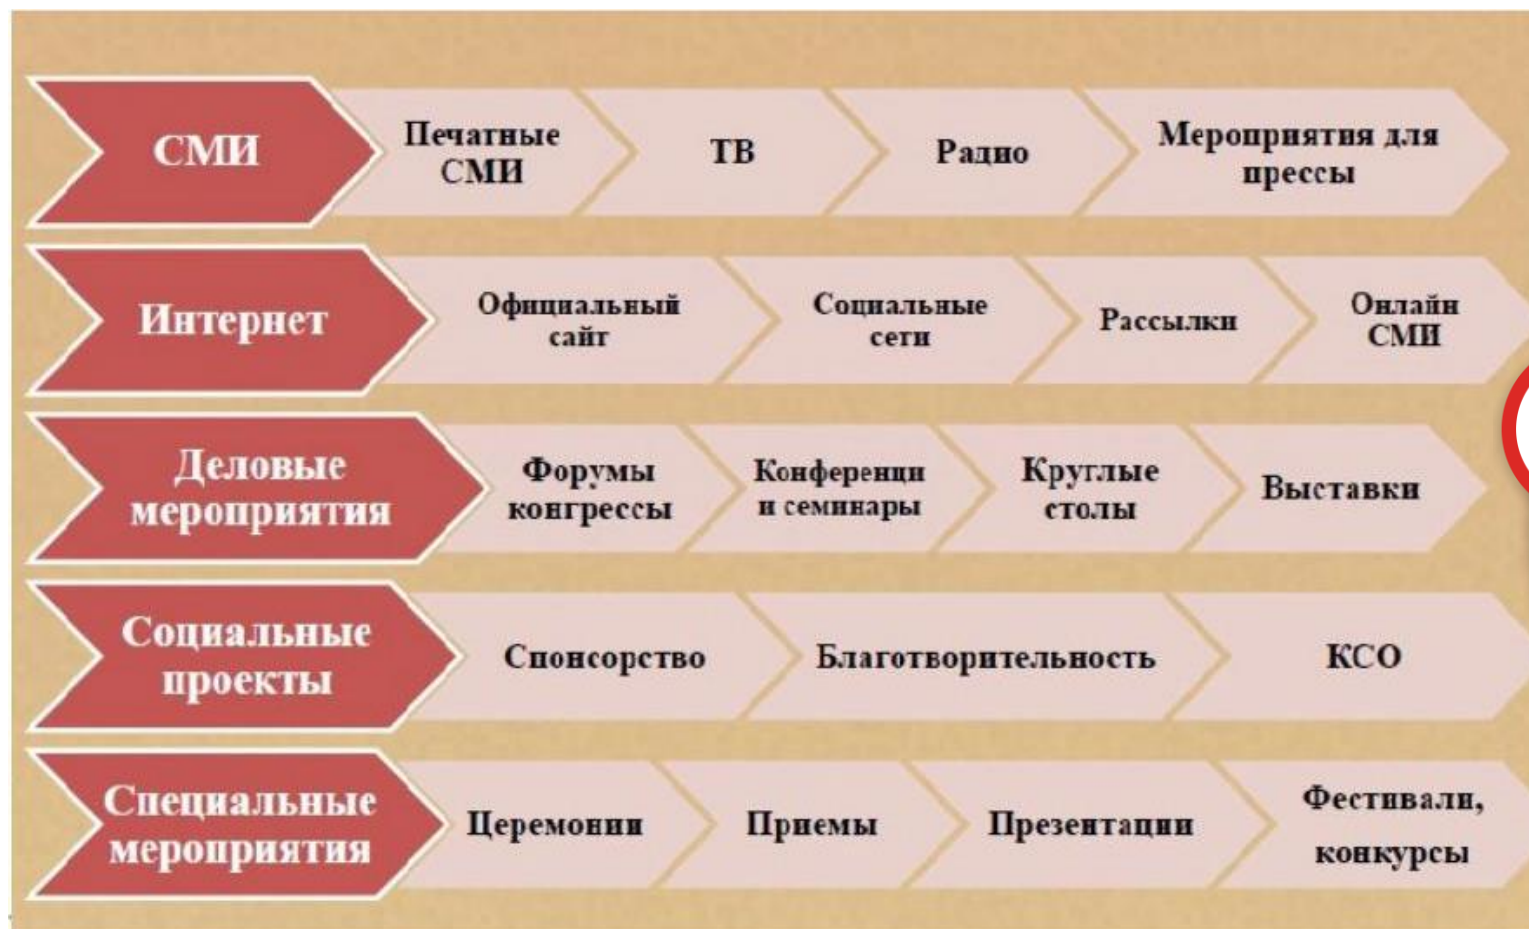 СМИ
Печатные
СМИ
ТВ
Радио
Мероприятия для
прессы
Интернет
Официальный
сайт
Социальные
сети
Рассылки
Онлайн
СМИ
Деловые
мероприятия
Форумы
конгрессы
Конференци
и семинары
Круглые
столы
Выставки
Социальные
проекты
Спонсорство
Благотворительность
КСО
Специальные
мероприятия
Церемонии
Приемы
Презентации
Фестивали,
конкурсы